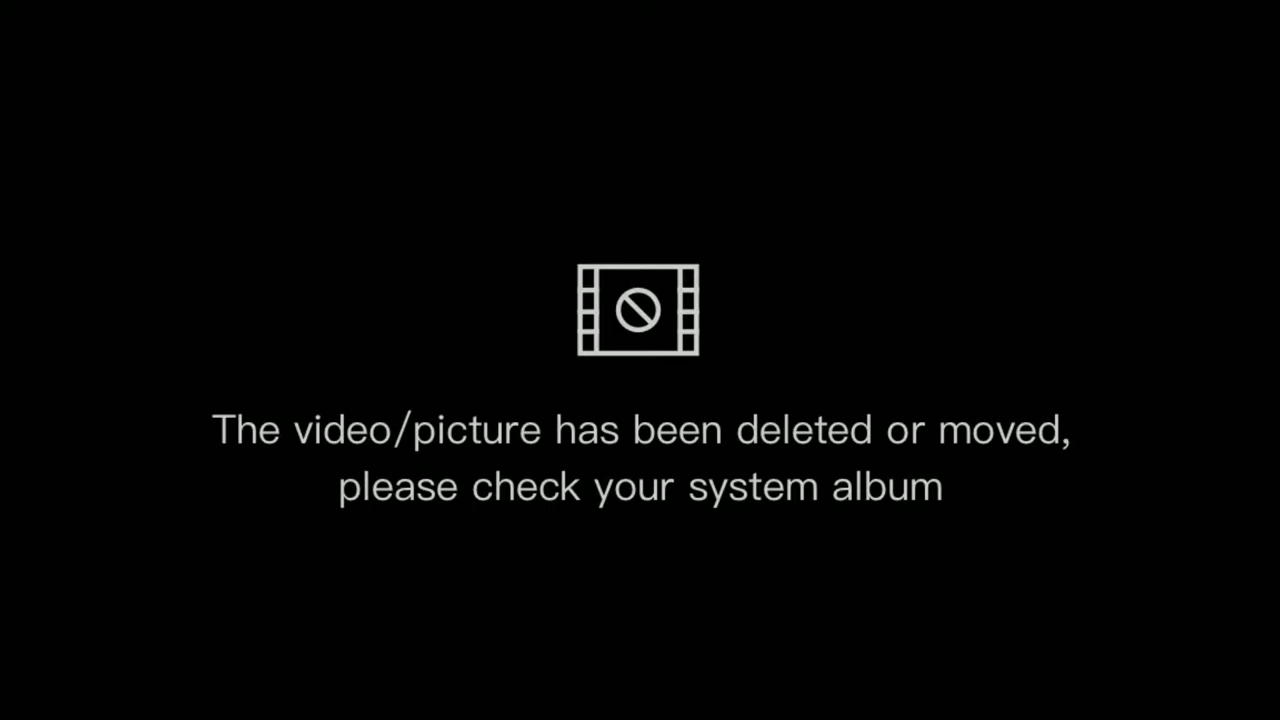 The video/picture has been deleted or moved,
please check your system album